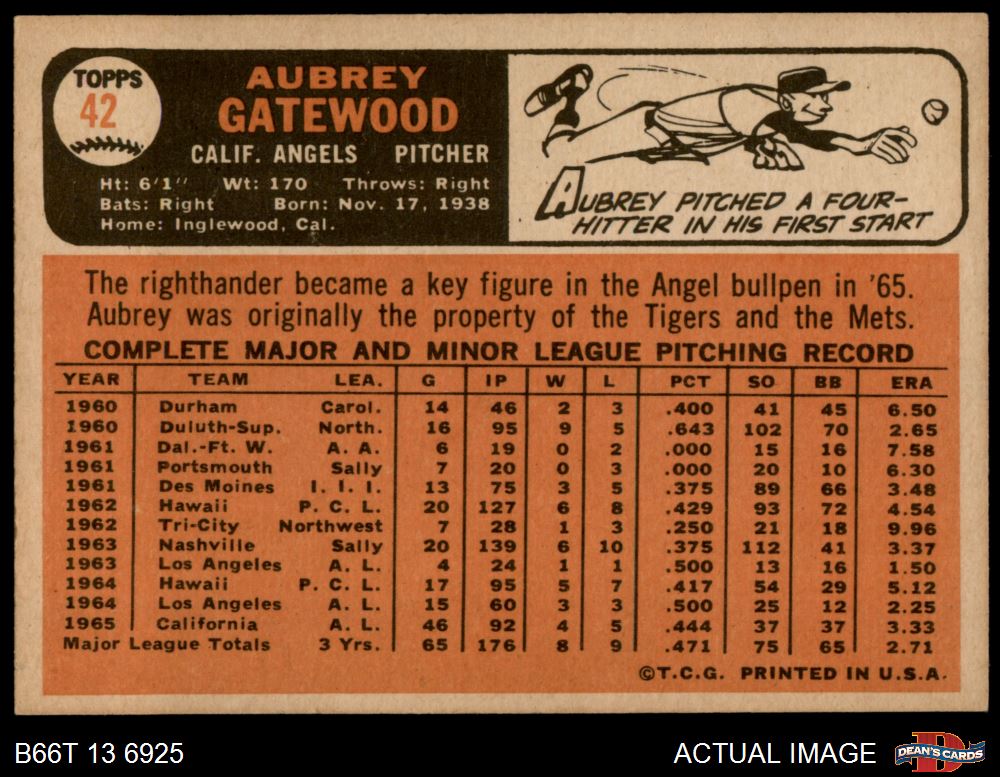 TOPPS
42
AUBREY
GATEWOOD
CALIF. ANGELS PITCHER
Ht: 6'1" Wt: 170 Throws: Right
Bats: Right Born: Nov. 17, 1938
Home: Inglewood, Cal.
AUBREY PITCHED A FOUR-
HITTER IN HIS FIRST START
The righthander became a key figure in the Angel bullpen in '65.
Aubrey was originally the property of the Tigers and the Mets.
COMPLETE MAJOR AND MINOR LEAGUE PITCHING RECORD
YEAR TEAM LEA. G IP W L PCT SO BB ERA
1960 Durham Carol. 14 46 2 3 .400 41 45 6.50
1960 Duluth-Sup. North. 16 95 9 5 .643 102 70 2.65
1961 Dal.-Ft. W. A. A. 6 19 0 2 .000 15 16 7.58
1961 Portsmouth Sally 7 20 0 3 .000 20 10 6.30
1961 Des Moines I. I. I. 13 75 3 5 .375 89 66 3.48
1962 Hawaii P. C. L. 20 127 6 8 .429 93 72 4.54
1962 Tri-City Northwest 7 28 1 3 .250 21 18 9.96
1963 Nashville Sally 20 139 6 10 .375 112 41 3.37
1963 Los Angeles A. L. 4 24 1 1 .500 13 16 1.50
1964 Hawaii P. C. L. 17 95 5 7 .417 54 29 5.12
1964 Los Angeles A. L. 15 60 3 3 .500 25 12 2.25
1965 California A. L. 46 92 4 5 .444 37 37 3.33
Major League Totals 3 Yrs. 65 176 8 9 .471 75 65 2.71
©T.C.G. PRINTED IN U.S.A.
B66T 13 6925
ACTUAL IMAGE
DEAN'S CARDS